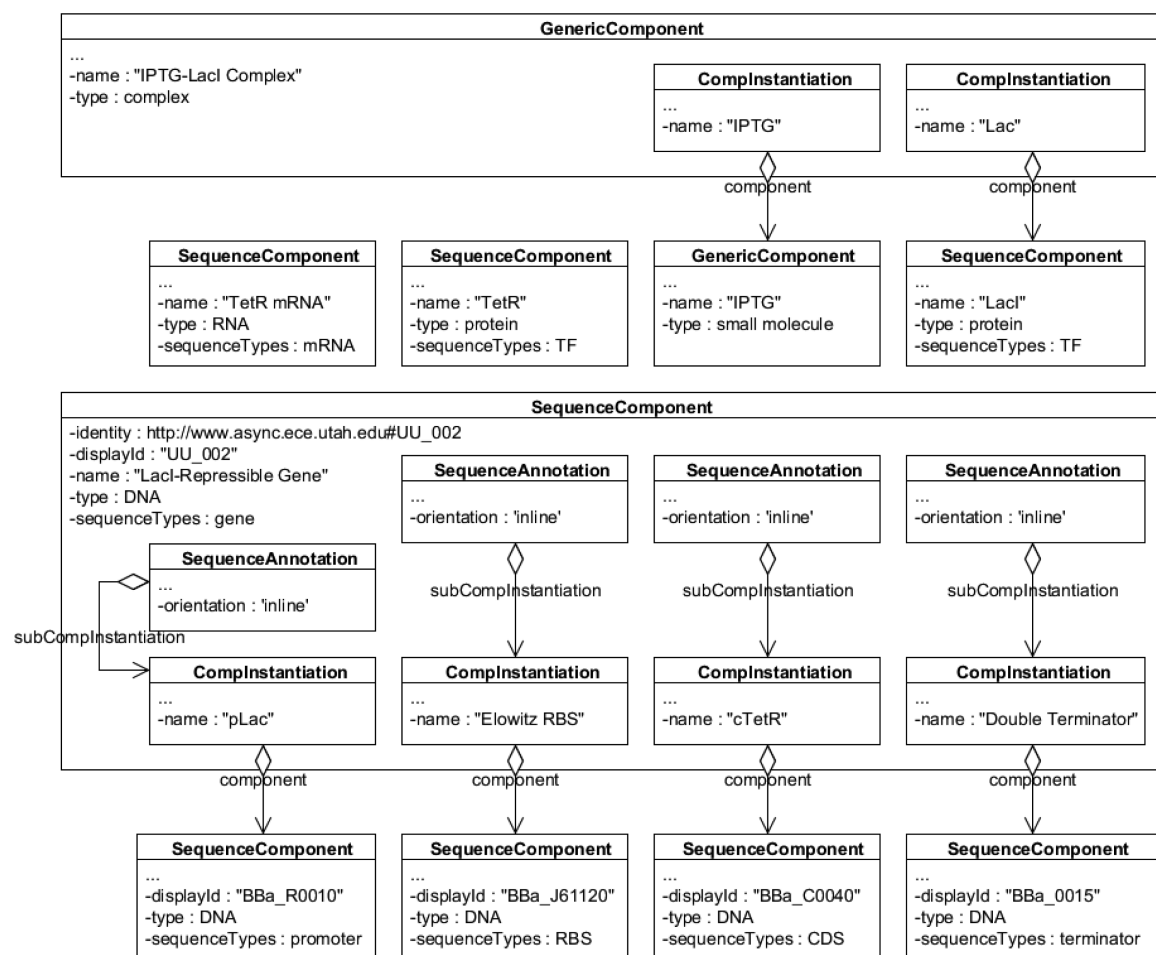 GenericComponent
...
-name : "IPTG-LacI Complex"
-type : complex
CompInstantiation
...
-name : "IPTG"
CompInstantiation
...
-name : "Lac"
component
component
SequenceComponent
...
-name : "TetR mRNA"
-type : RNA
-sequenceTypes : mRNA
SequenceComponent
...
-name : "TetR"
-type : protein
-sequenceTypes : TF
GenericComponent
...
-name : "IPTG"
-type : small molecule
SequenceComponent
...
-name : "LacI"
-type : protein
-sequenceTypes : TF
SequenceComponent
-identity : http://www.async.ece.utah.edu#UU_002
-displayId : "UU_002"
-name : "LacI-Repressible Gene"
-type : DNA
-sequenceTypes : gene
SequenceAnnotation
...
-orientation : 'inline'
SequenceAnnotation
...
-orientation : 'inline'
SequenceAnnotation
...
-orientation : 'inline'
SequenceAnnotation
...
-orientation : 'inline'
subCompInstantiation
subCompInstantiation
subCompInstantiation
subCompInstantiation
CompInstantiation
...
-name : "pLac"
CompInstantiation
...
-name : "Elowitz RBS"
CompInstantiation
...
-name : "cTetR"
CompInstantiation
...
-name : "Double Terminator"
component
component
component
component
SequenceComponent
...
-displayId : "BBa_R0010"
-type : DNA
-sequenceTypes : promoter
SequenceComponent
...
-displayId : "BBa_J61120"
-type : DNA
-sequenceTypes : RBS
SequenceComponent
...
-displayId : "BBa_C0040"
-type : DNA
-sequenceTypes : CDS
SequenceComponent
...
-displayId : "BBa_0015"
-type : DNA
-sequenceTypes : terminator